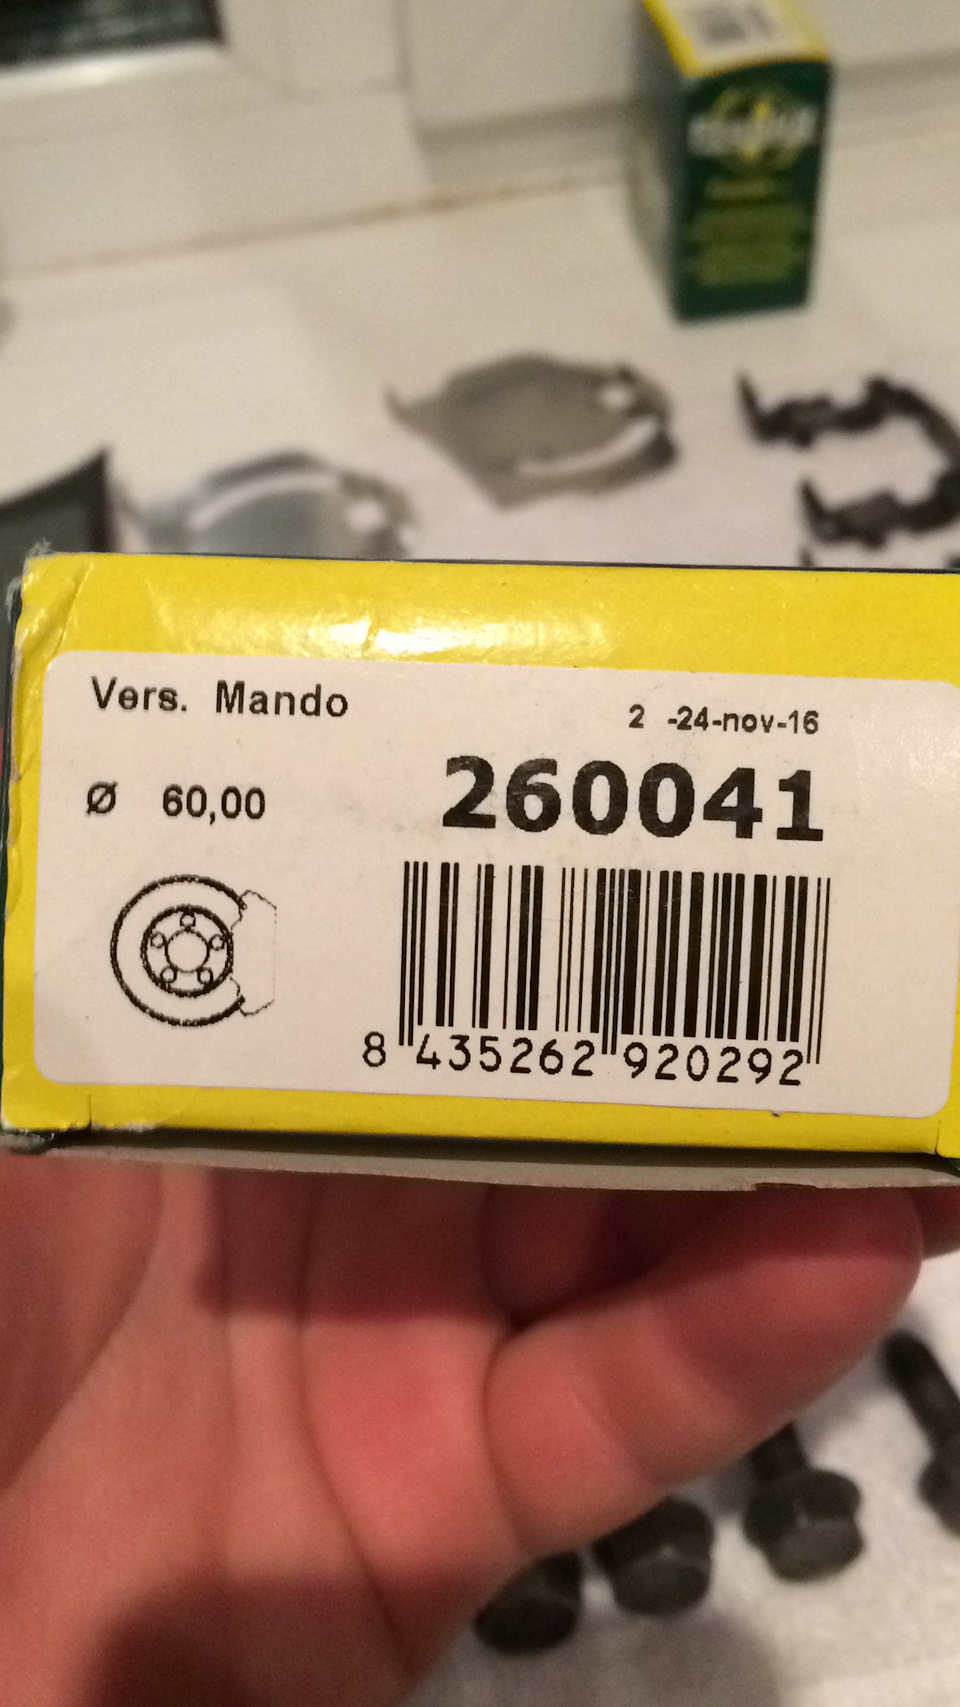 Vers. Mando
2 -24-nov-16
Ø 60,00
260041
8 435262 920292